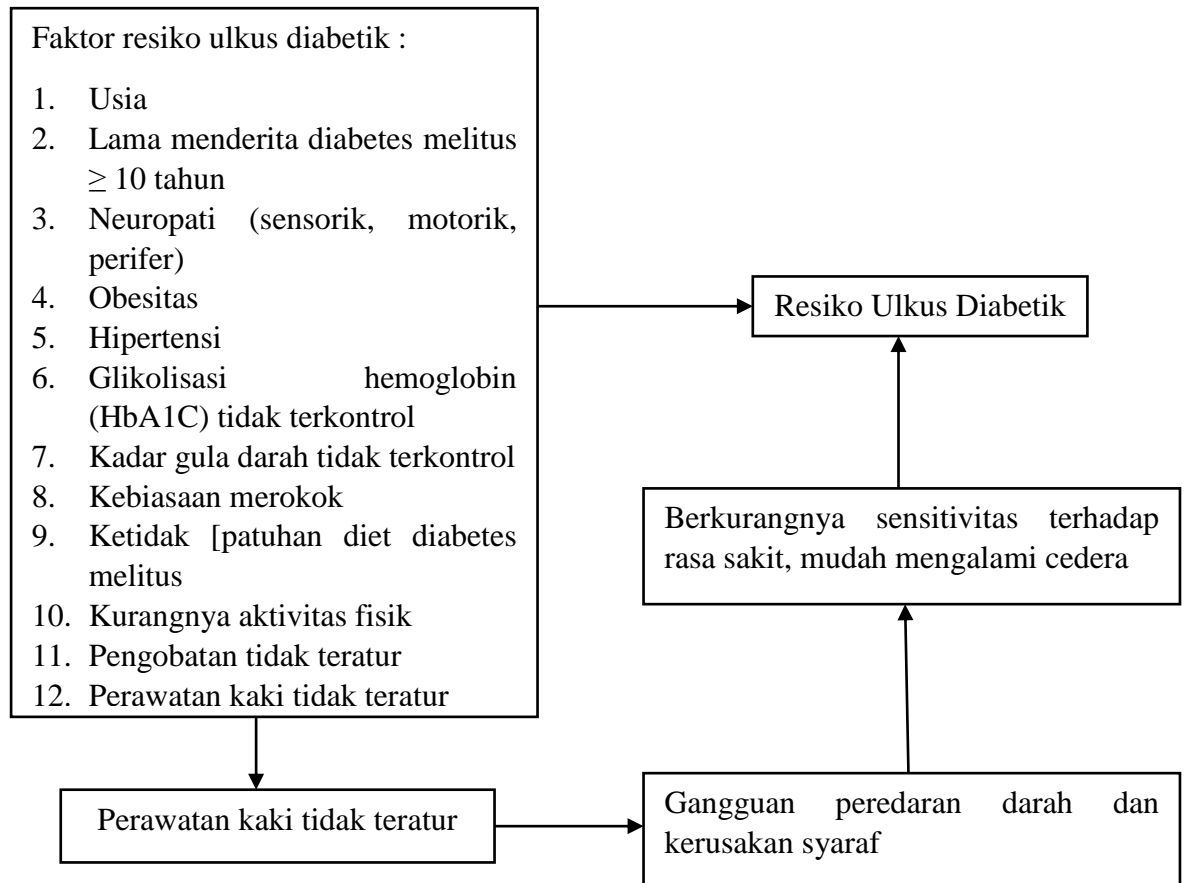 Faktor resiko ulkus diabetik :
1. Usia
2. Lama menderita diabetes melitus
≥ 10 tahun
3. Neuropati (sensorik, motorik,
perifer)
4. Obesitas
5. Hipertensi
6. Glikolisasi hemoglobin
(HbA1C) tidak terkontrol
7. Kadar gula darah tidak terkontrol
8. Kebiasaan merokok
9. Ketidak [patuhan diet diabetes
melitus
10. Kurangnya aktivitas fisik
11. Pengobatan tidak teratur
12. Perawatan kaki tidak teratur
Perawatan kaki tidak teratur
Gangguan peredaran darah dan
kerusakan syaraf
Berkurangnya sensitivitas terhadap
rasa sakit, mudah mengalami cedera
Resiko Ulkus Diabetik